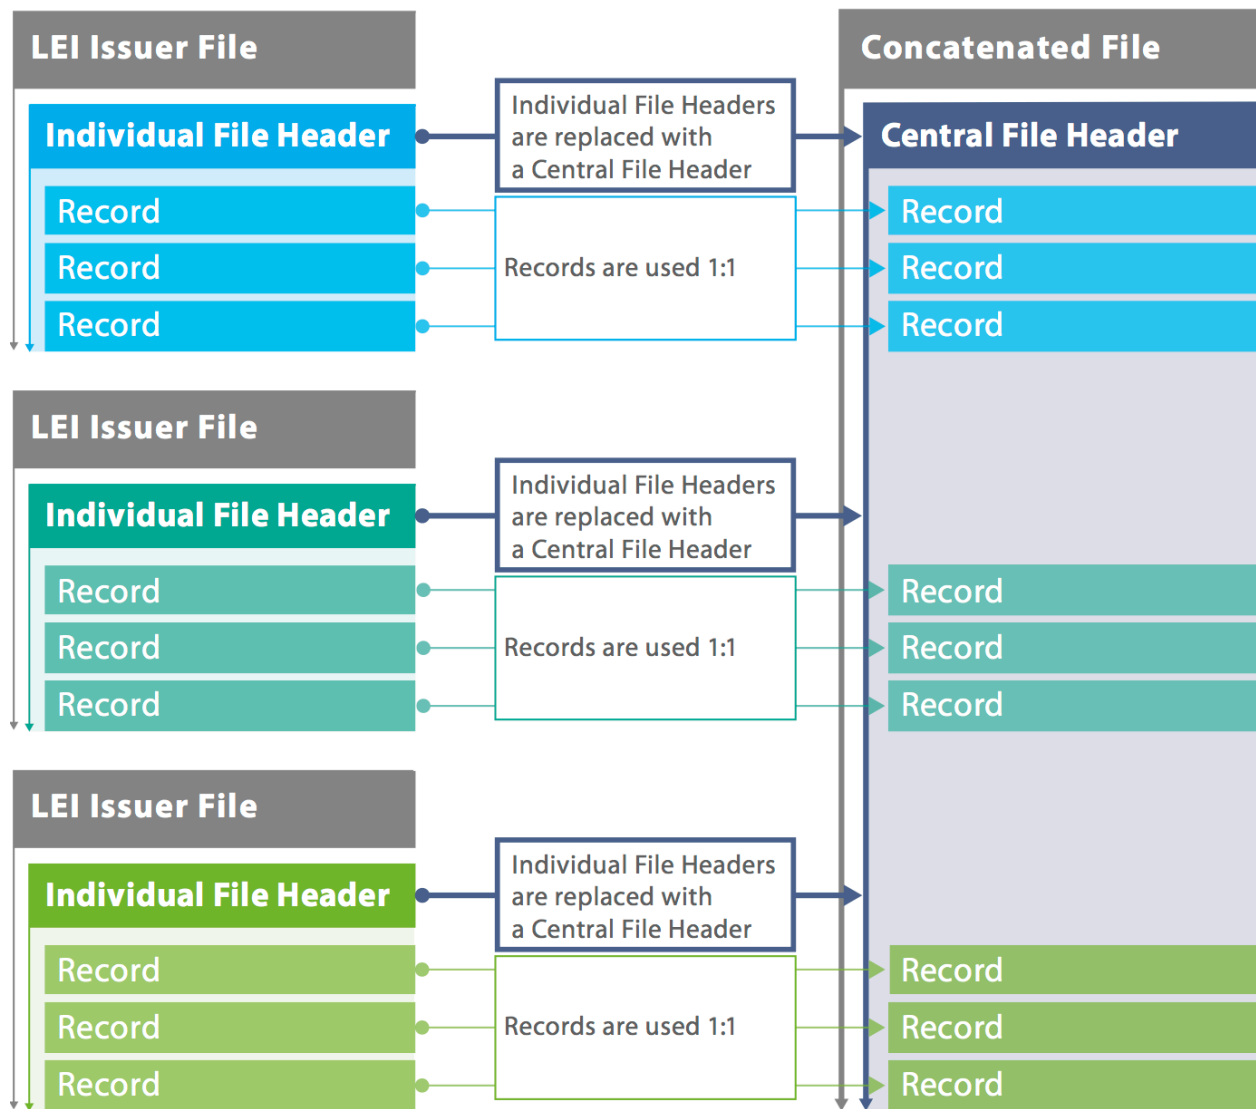 LEI Issuer File
Concatenated File
Individual File Headers
are replaced with
a Central File Header
Individual File Header
Central File Header
Record
Record
Record
Records are used 1:1
Record
Record
Record
LEI Issuer File
Individual File Headers
are replaced with
a Central File Header
Individual File Header
Record
Record
Record
Records are used 1:1
Record
Record
Record
LEI Issuer File
Individual File Headers
are replaced with
a Central File Header
Individual File Header
Record
Record
Record
Records are used 1:1
Record
Record
Record